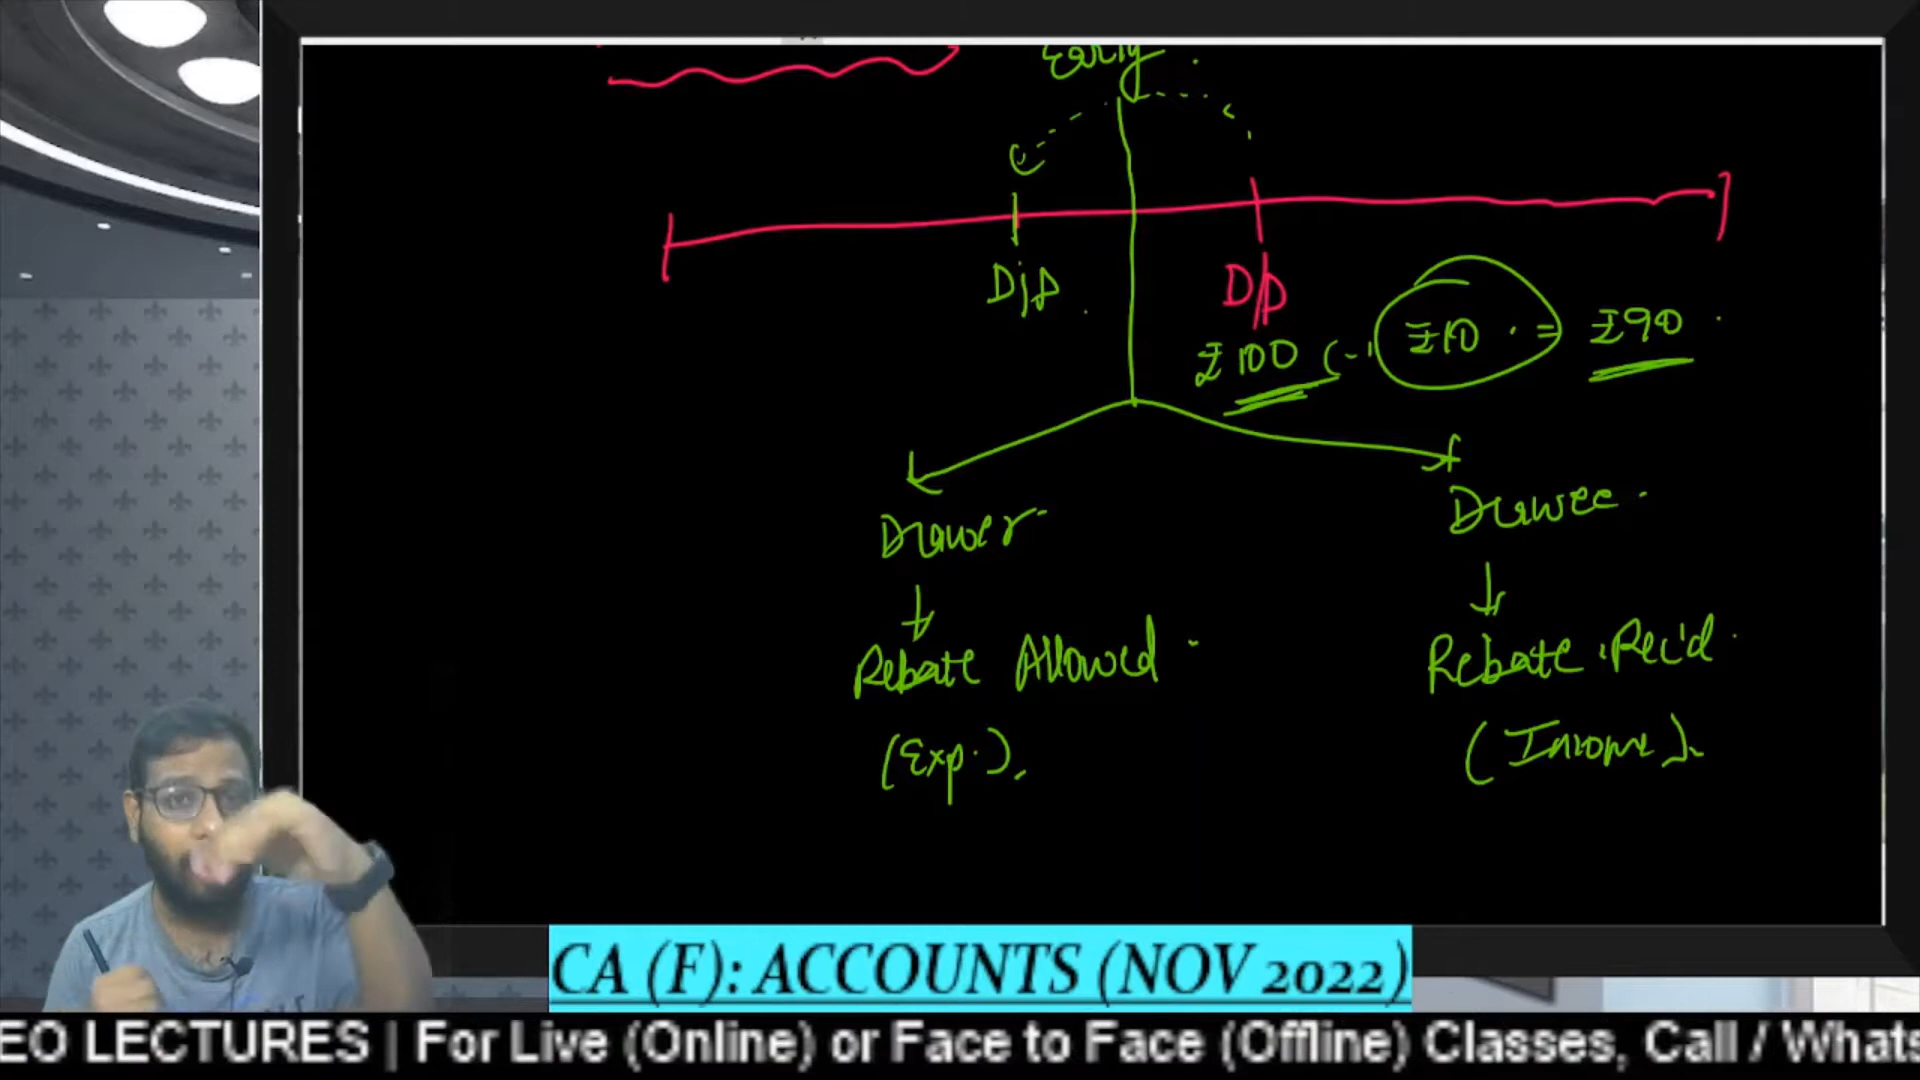 Early .
D/D .
D/D
₹100 (-) ₹10 = ₹90
Drawer
Drawee
Rebate Allowed
Rebate Rec'd
(Exp.)
(Income)
CA (F): ACCOUNTS (NOV 2022)
EO LECTURES | For Live (Online) or Face to Face (Offline) Classes, Call / Whats